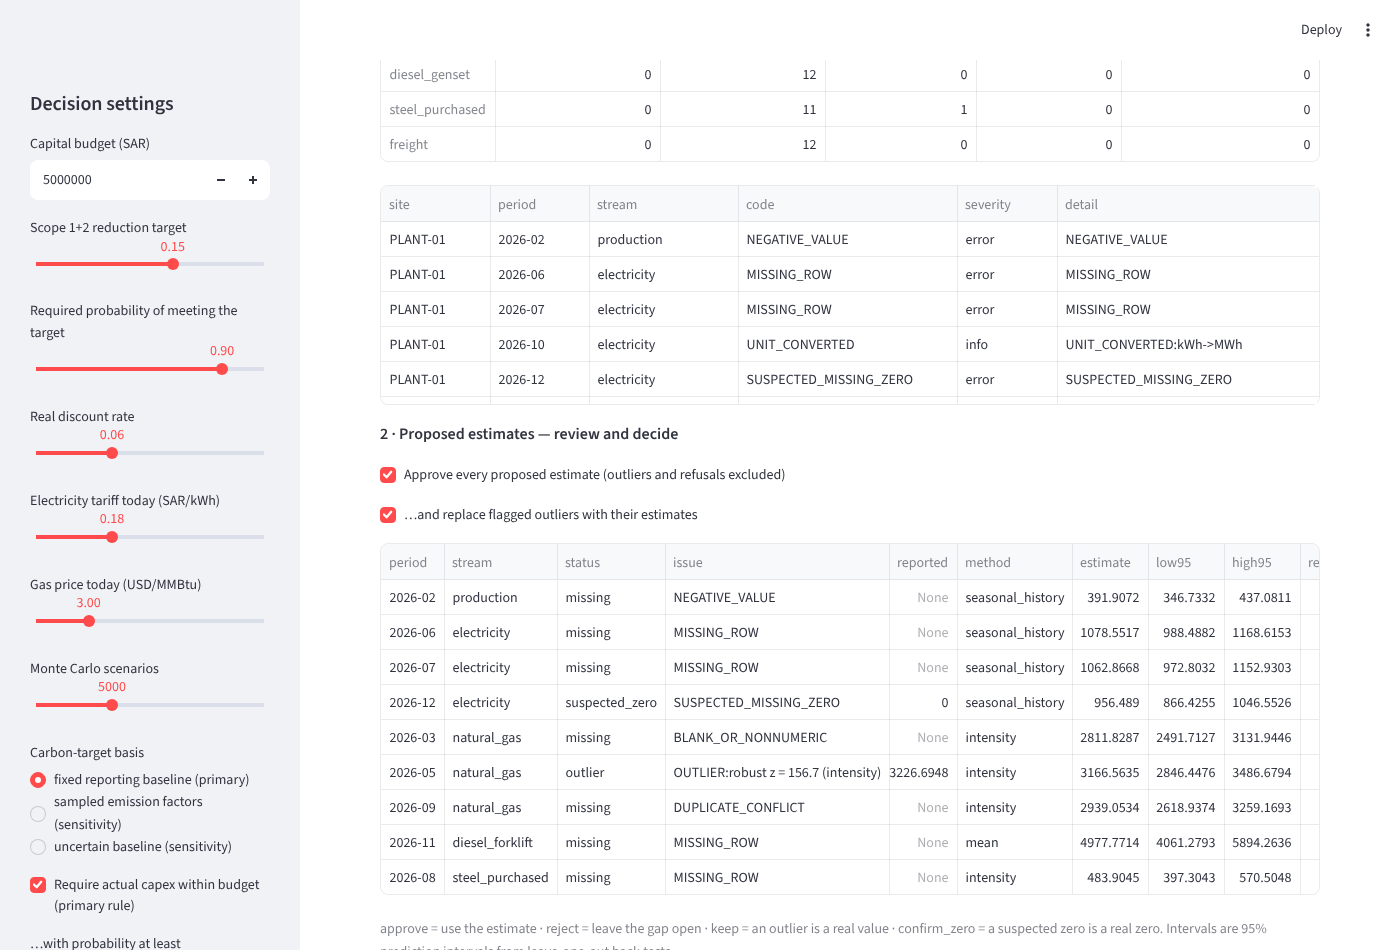 Deploy
Decision settings
Capital budget (SAR)
5000000
Scope 1+2 reduction target
0.15
Required probability of meeting the
target
0.90
Real discount rate
0.06
Electricity tariff today (SAR/kWh)
0.18
Gas price today (USD/MMBtu)
3.00
Monte Carlo scenarios
5000
Carbon-target basis
fixed reporting baseline (primary)
sampled emission factors
(sensitivity)
uncertain baseline (sensitivity)
Require actual capex within budget
(primary rule)
…with probability at least
diesel_genset 0 12 0 0 0
steel_purchased 0 11 1 0 0
freight 0 12 0 0 0
site period stream code severity detail
PLANT-01 2026-02 production NEGATIVE_VALUE error NEGATIVE_VALUE
PLANT-01 2026-06 electricity MISSING_ROW error MISSING_ROW
PLANT-01 2026-07 electricity MISSING_ROW error MISSING_ROW
PLANT-01 2026-10 electricity UNIT_CONVERTED info UNIT_CONVERTED:kWh->MWh
PLANT-01 2026-12 electricity SUSPECTED_MISSING_ZERO error SUSPECTED_MISSING_ZERO
2 · Proposed estimates — review and decide
Approve every proposed estimate (outliers and refusals excluded)
…and replace flagged outliers with their estimates
period stream status issue reported method estimate low95 high95 re
2026-02 production missing NEGATIVE_VALUE None seasonal_history 391.9072 346.7332 437.0811
2026-06 electricity missing MISSING_ROW None seasonal_history 1078.5517 988.4882 1168.6153
2026-07 electricity missing MISSING_ROW None seasonal_history 1062.8668 972.8032 1152.9303
2026-12 electricity suspected_zero SUSPECTED_MISSING_ZERO 0 seasonal_history 956.489 866.4255 1046.5526
2026-03 natural_gas missing BLANK_OR_NONNUMERIC None intensity 2811.8287 2491.7127 3131.9446
2026-05 natural_gas outlier OUTLIER:robust z = 156.7 (intensity) 3226.6948 intensity 3166.5635 2846.4476 3486.6794
2026-09 natural_gas missing DUPLICATE_CONFLICT None intensity 2939.0534 2618.9374 3259.1693
2026-11 diesel_forklift missing MISSING_ROW None mean 4977.7714 4061.2793 5894.2636
2026-08 steel_purchased missing MISSING_ROW None intensity 483.9045 397.3043 570.5048
approve = use the estimate · reject = leave the gap open · keep = an outlier is a real value · confirm_zero = a suspected zero is a real zero. Intervals are 95%